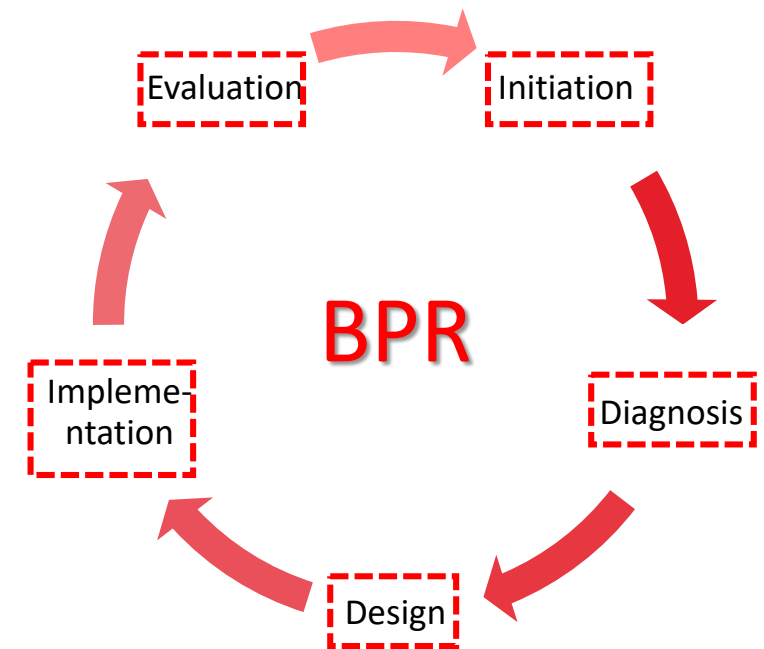 Evaluation
Initiation
BPR
Impleme-
ntation
Diagnosis
Design